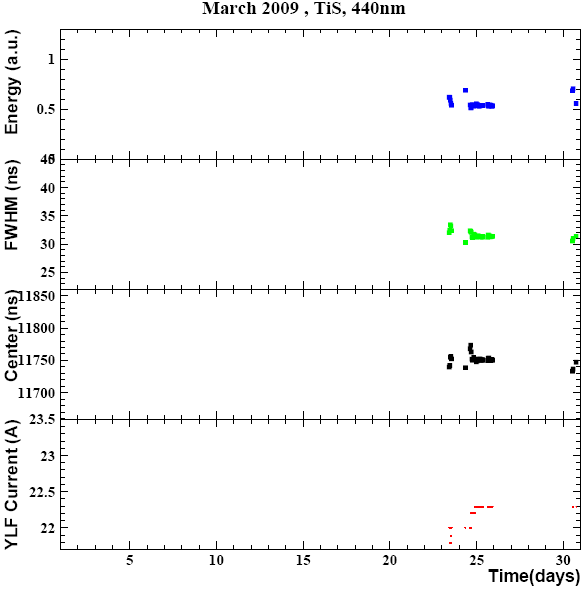 March 2009 , TiS, 440nm
Energy (a.u.)
1
0.5
FWHM (ns)
45
40
35
30
25
Center (ns)
11850
11800
11750
11700
YLF Current (A)
23.5
23
22.5
22
5 10 15 20 25 30
Time(days)